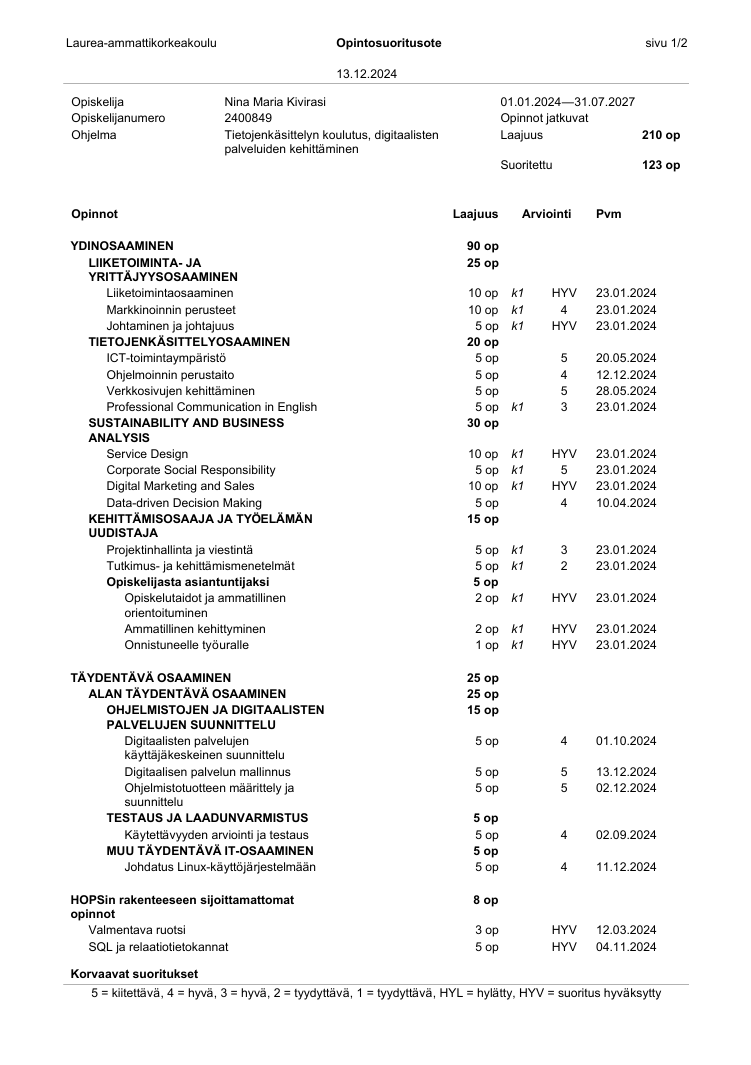 Laurea-ammattikorkeakoulu Opintosuoritusote sivu 1/2
13.12.2024
Opiskelija Nina Maria Kivirasi 01.01.2024—31.07.2027
Opiskelijanumero 2400849 Opinnot jatkuvat
Ohjelma Tietojenkäsittelyn koulutus, digitaalisten Laajuus 210 op
palveluiden kehittäminen
Suoritettu 123 op
Opinnot Laajuus Arviointi Pvm
YDINOSAAMINEN 90 op
LIIKETOIMINTA- JA 25 op
YRITTÄJYYSOSAAMINEN
Liiketoimintaosaaminen 10 op k1 HYV 23.01.2024
Markkinoinnin perusteet 10 op k1 4 23.01.2024
Johtaminen ja johtajuus 5 op k1 HYV 23.01.2024
TIETOJENKÄSITTELYOSAAMINEN 20 op
ICT-toimintaympäristö 5 op 5 20.05.2024
Ohjelmoinnin perustaito 5 op 4 12.12.2024
Verkkosivujen kehittäminen 5 op 5 28.05.2024
Professional Communication in English 5 op k1 3 23.01.2024
SUSTAINABILITY AND BUSINESS 30 op
ANALYSIS
Service Design 10 op k1 HYV 23.01.2024
Corporate Social Responsibility 5 op k1 5 23.01.2024
Digital Marketing and Sales 10 op k1 HYV 23.01.2024
Data-driven Decision Making 5 op 4 10.04.2024
KEHITTÄMISOSAAJA JA TYÖELÄMÄN 15 op
UUDISTAJA
Projektinhallinta ja viestintä 5 op k1 3 23.01.2024
Tutkimus- ja kehittämismenetelmät 5 op k1 2 23.01.2024
Opiskelijasta asiantuntijaksi 5 op
Opiskelutaidot ja ammatillinen 2 op k1 HYV 23.01.2024
orientoituminen
Ammatillinen kehittyminen 2 op k1 HYV 23.01.2024
Onnistuneelle työuralle 1 op k1 HYV 23.01.2024
TÄYDENTÄVÄ OSAAMINEN 25 op
ALAN TÄYDENTÄVÄ OSAAMINEN 25 op
OHJELMISTOJEN JA DIGITAALISTEN 15 op
PALVELUJEN SUUNNITTELU
Digitaalisten palvelujen 5 op 4 01.10.2024
käyttäjäkeskeinen suunnittelu
Digitaalisen palvelun mallinnus 5 op 5 13.12.2024
Ohjelmistotuotteen määrittely ja 5 op 5 02.12.2024
suunnittelu
TESTAUS JA LAADUNVARMISTUS 5 op
Käytettävyyden arviointi ja testaus 5 op 4 02.09.2024
MUU TÄYDENTÄVÄ IT-OSAAMINEN 5 op
Johdatus Linux-käyttöjärjestelmään 5 op 4 11.12.2024
HOPSin rakenteeseen sijoittamattomat 8 op
opinnot
Valmentava ruotsi 3 op HYV 12.03.2024
SQL ja relaatiotietokannat 5 op HYV 04.11.2024
Korvaavat suoritukset
5 = kiitettävä, 4 = hyvä, 3 = hyvä, 2 = tyydyttävä, 1 = tyydyttävä, HYL = hylätty, HYV = suoritus hyväksytty